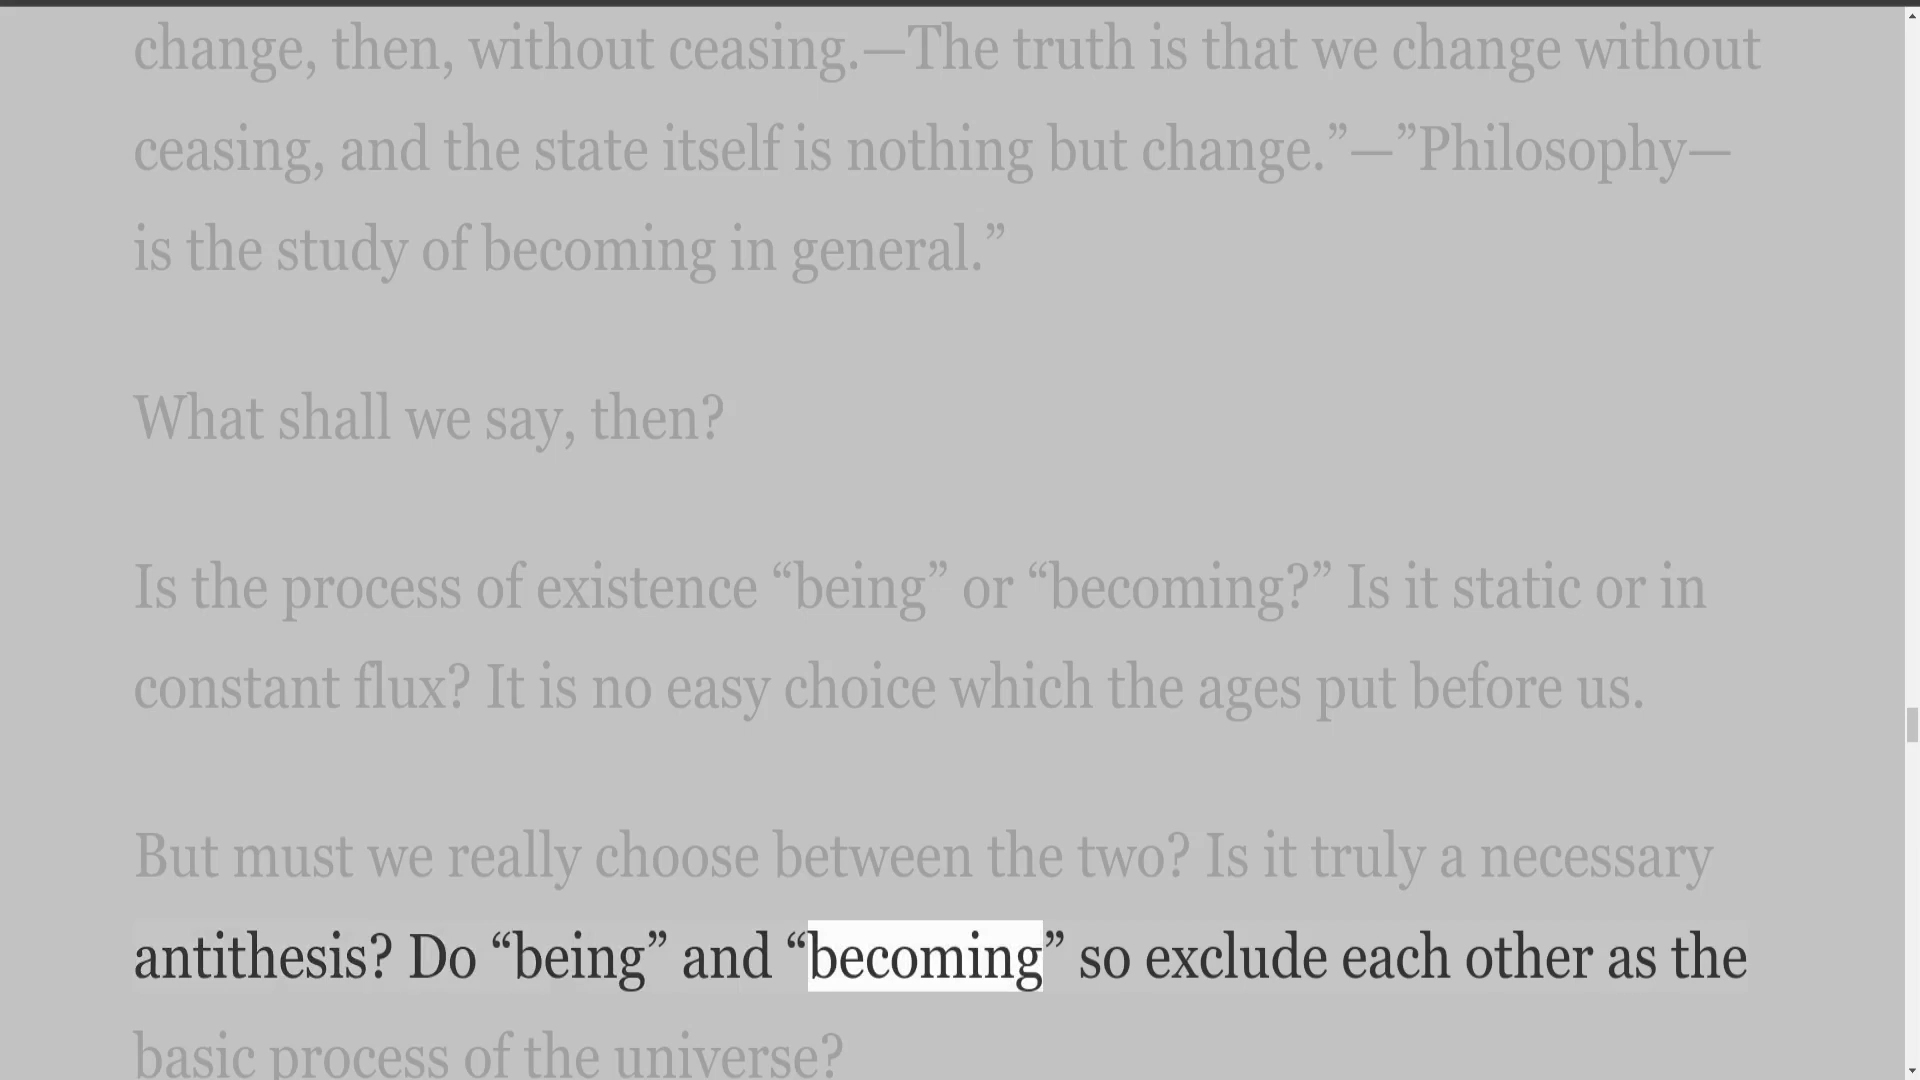 change, then, without ceasing.—The truth is that we change without
ceasing, and the state itself is nothing but change.”—”Philosophy—
is the study of becoming in general.”
What shall we say, then?
Is the process of existence “being” or “becoming?” Is it static or in
constant flux? It is no easy choice which the ages put before us.
But must we really choose between the two? Is it truly a necessary
antithesis? Do “being” and “becoming” so exclude each other as the
basic process of the universe?